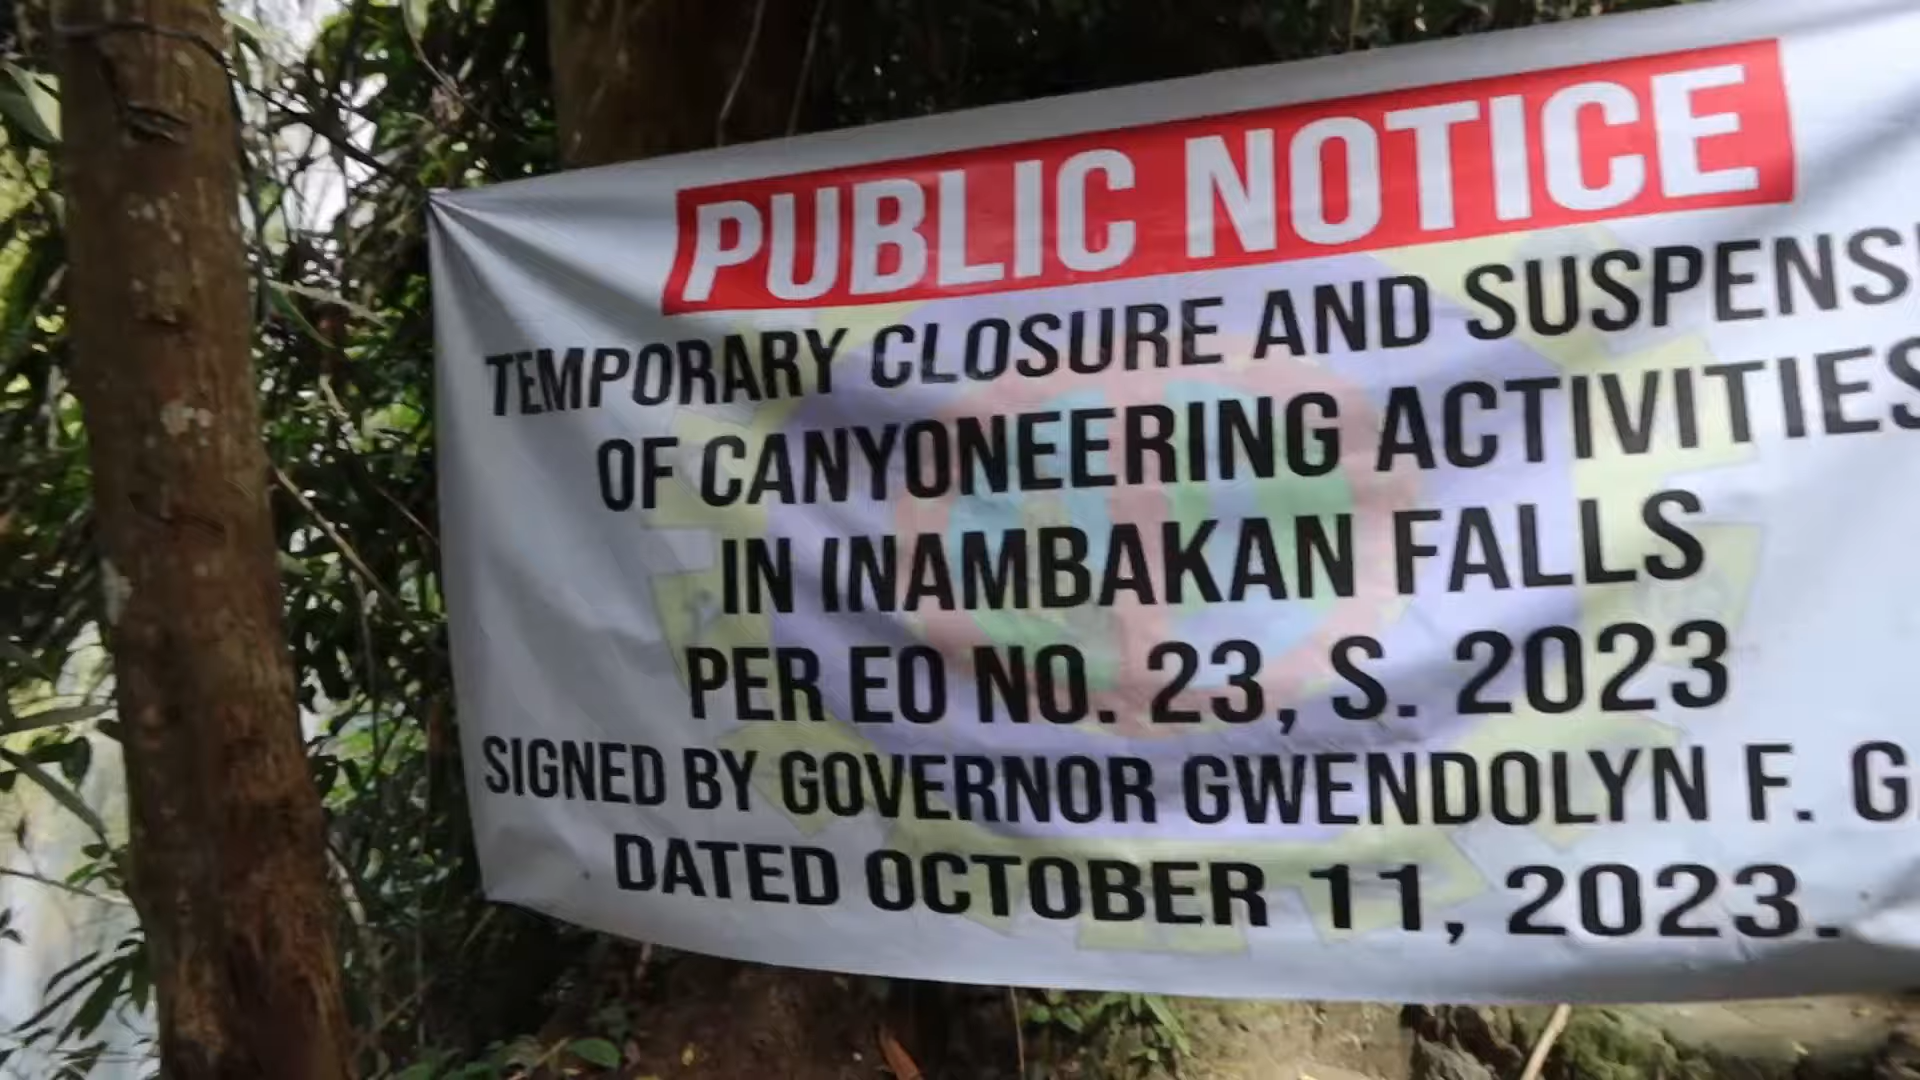 PUBLIC NOTICE
TEMPORARY CLOSURE AND
OF CANYONEERING ACTIVITIES
IN INAMBAKAN FALLS
PER EO NO. 23, S. 2023
SIGNED BY GOVERNOR GWENDOLYN F.
DATED OCTOBER 11, 2023.